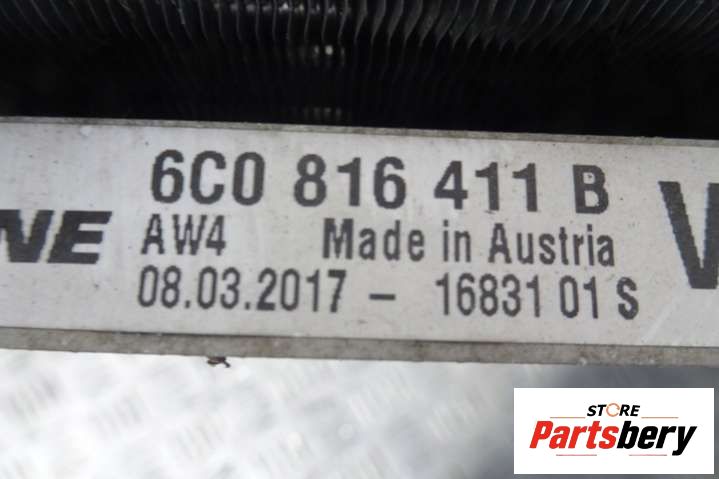 6C0 816 411 B
NE
AW4 Made in Austria
08.03.2017 - 16831 01 S
STORE
Partsbery